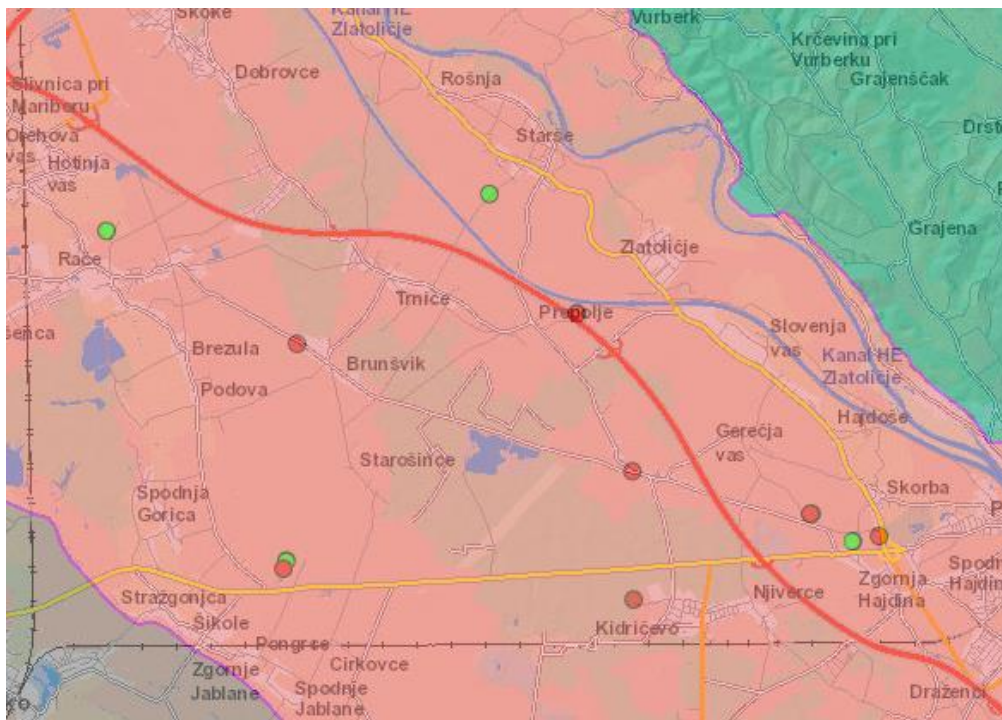 Skoke
Kanal HE
Zlatoličje
Vurberk
Krčevina pri
Vurberku
Grajenščak
Dobrovce
Rošnja
Slivnica pri
Mariboru
Orehova
vas
Hotinja
vas
Starše
Grajena
Rače
Zlatoličje
Trniče
Prepolje
Slovenja
vas
Brezula
Brunšvik
Kanal HE
Zlatoličje
Podova
Hajdoše
Gerečja
vas
Starošince
Skorba
Spodnja
Gorica
Stražgonjca
Njiverce
Zgornja
Hajdina
Hajdina
Šikole
Kidričevo
Pongrce
Cirkovce
Zgornje
Jablane
Spodnje
Jablane
Draženci